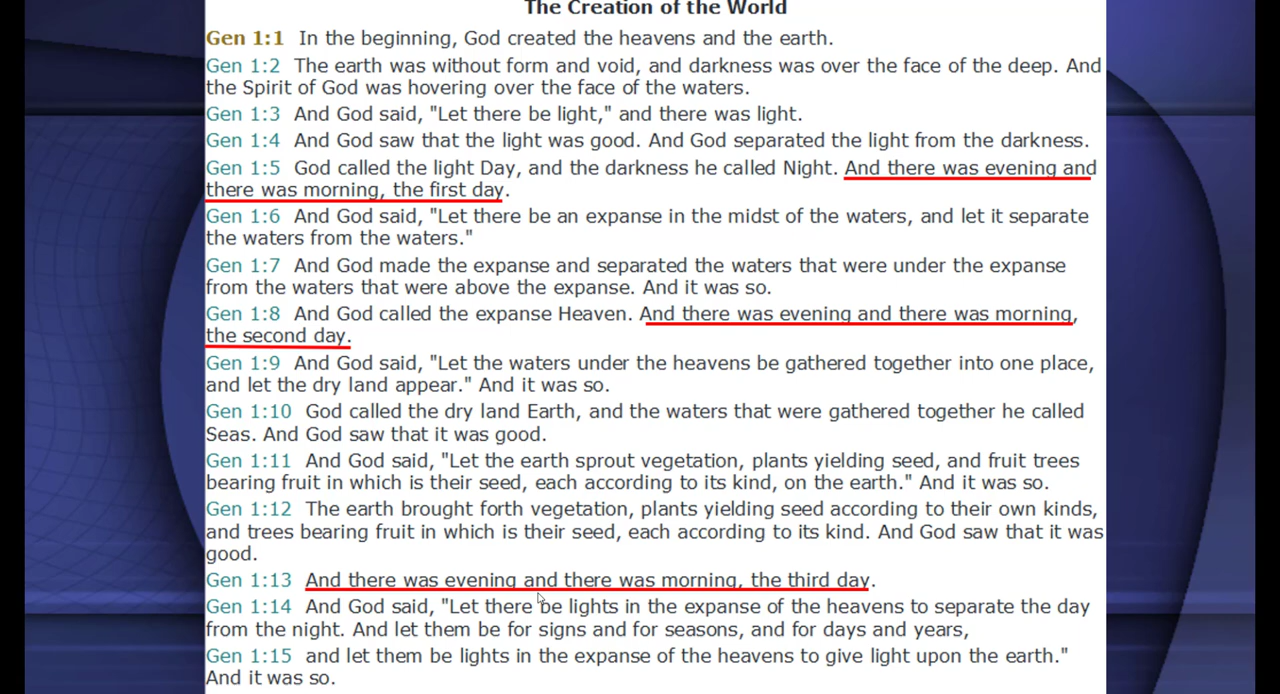 The Creation of the World
Gen 1:1 In the beginning, God created the heavens and the earth.
Gen 1:2 The earth was without form and void, and darkness was over the face of the deep. And
the Spirit of God was hovering over the face of the waters.
Gen 1:3 And God said, "Let there be light," and there was light.
Gen 1:4 And God saw that the light was good. And God separated the light from the darkness.
Gen 1:5 God called the light Day, and the darkness he called Night. And there was evening and
there was morning, the first day.
Gen 1:6 And God said, "Let there be an expanse in the midst of the waters, and let it separate
the waters from the waters."
Gen 1:7 And God made the expanse and separated the waters that were under the expanse
from the waters that were above the expanse. And it was so.
Gen 1:8 And God called the expanse Heaven. And there was evening and there was morning,
the second day.
Gen 1:9 And God said, "Let the waters under the heavens be gathered together into one place,
and let the dry land appear." And it was so.
Gen 1:10 God called the dry land Earth, and the waters that were gathered together he called
Seas. And God saw that it was good.
Gen 1:11 And God said, "Let the earth sprout vegetation, plants yielding seed, and fruit trees
bearing fruit in which is their seed, each according to its kind, on the earth." And it was so.
Gen 1:12 The earth brought forth vegetation, plants yielding seed according to their own kinds,
and trees bearing fruit in which is their seed, each according to its kind. And God saw that it was
good.
Gen 1:13 And there was evening and there was morning, the third day.
Gen 1:14 And God said, "Let there be lights in the expanse of the heavens to separate the day
from the night. And let them be for signs and for seasons, and for days and years,
Gen 1:15 and let them be lights in the expanse of the heavens to give light upon the earth."
And it was so.